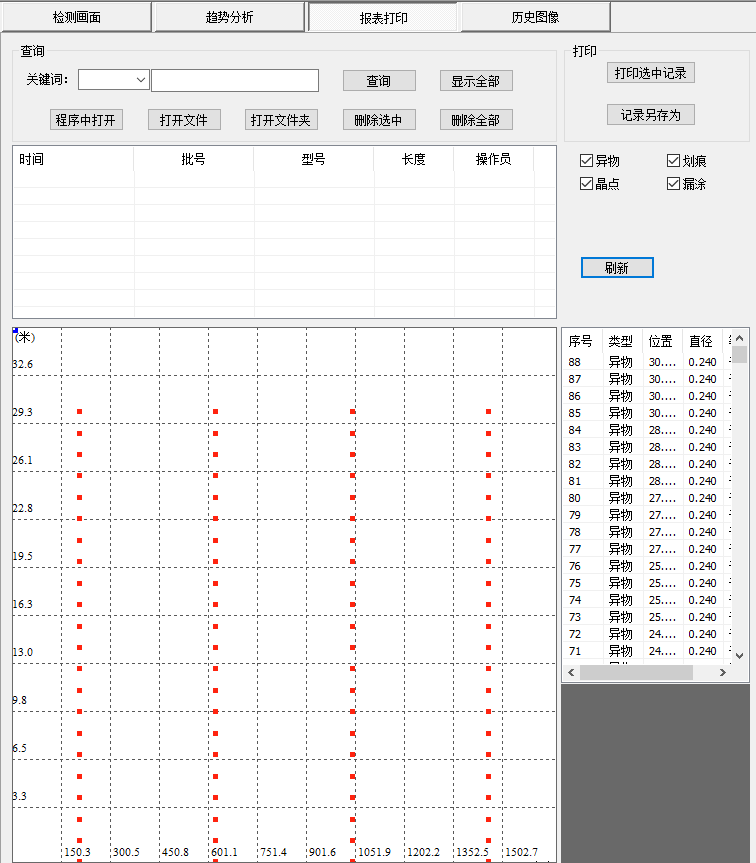 检测画面 趋势分析 报表打印 历史图像
查询 打印
关键词： 查询 显示全部 打印选中记录
程序中打开 打开文件 打开文件夹 删除选中 删除全部 记录另存为
时间 批号 型号 长度 操作员
异物 划痕
晶点 漏涂
刷新
(米)
32.6
29.3
26.1
22.8
19.5
16.3
13.0
9.8
6.5
3.3
150.3 300.5 450.8 601.1 751.4 901.6 1051.9 1202.2 1352.5 1502.7
序号 类型 位置 直径
88 异物 30.... 0.240
87 异物 30.... 0.240
86 异物 30.... 0.240
85 异物 30.... 0.240
84 异物 28.... 0.240
83 异物 28.... 0.240
82 异物 28.... 0.240
81 异物 28.... 0.240
80 异物 27.... 0.240
79 异物 27.... 0.240
78 异物 27.... 0.240
77 异物 27.... 0.240
76 异物 25.... 0.240
75 异物 25.... 0.240
74 异物 25.... 0.240
73 异物 25.... 0.240
72 异物 24.... 0.240
71 异物 24.... 0.240